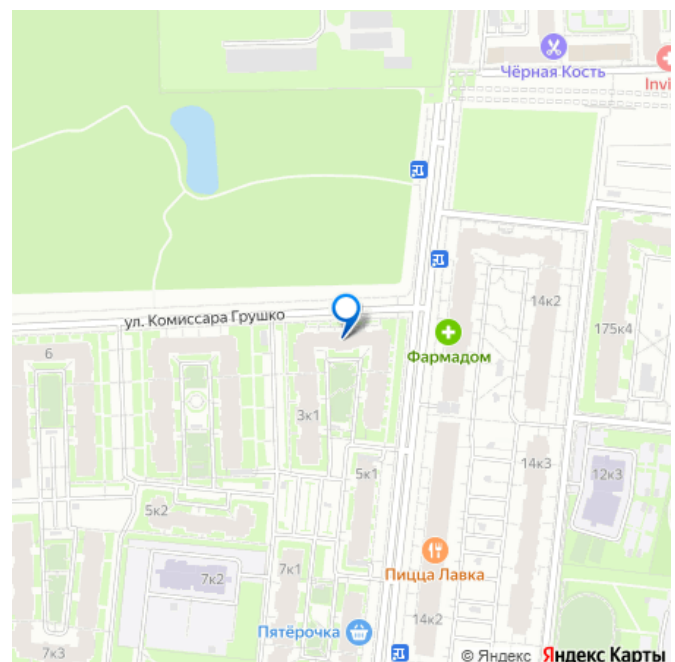 Чёрная Кость
Invi
ул. Комиссара Грушко
6
14к2
175к4
Фармадом
3к1
5к1
14к3
12к3
5к2
Пицца Лавка
7к1
7к2
14к2
Пятёрочка
7к3
© Яндекс Яндекс Карты